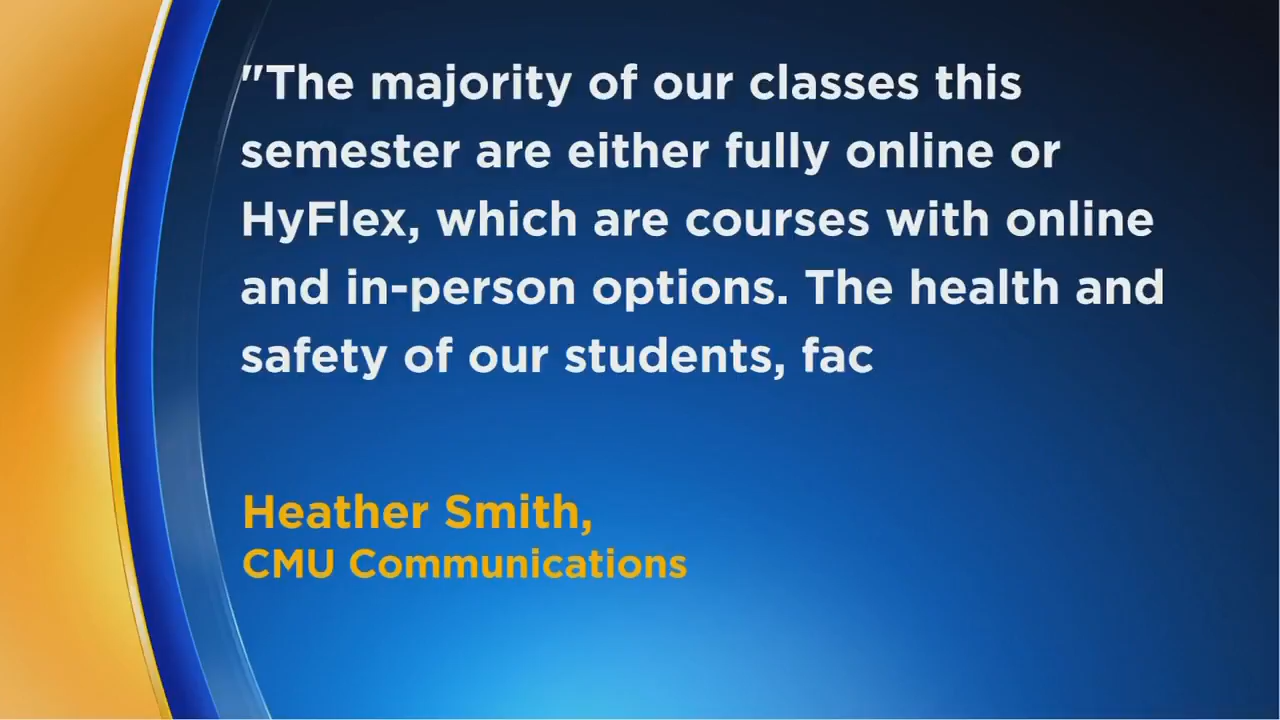 "The majority of our classes this
semester are either fully online or
HyFlex, which are courses with online
and in-person options. The health and
safety of our students, fac
Heather Smith,
CMU Communications